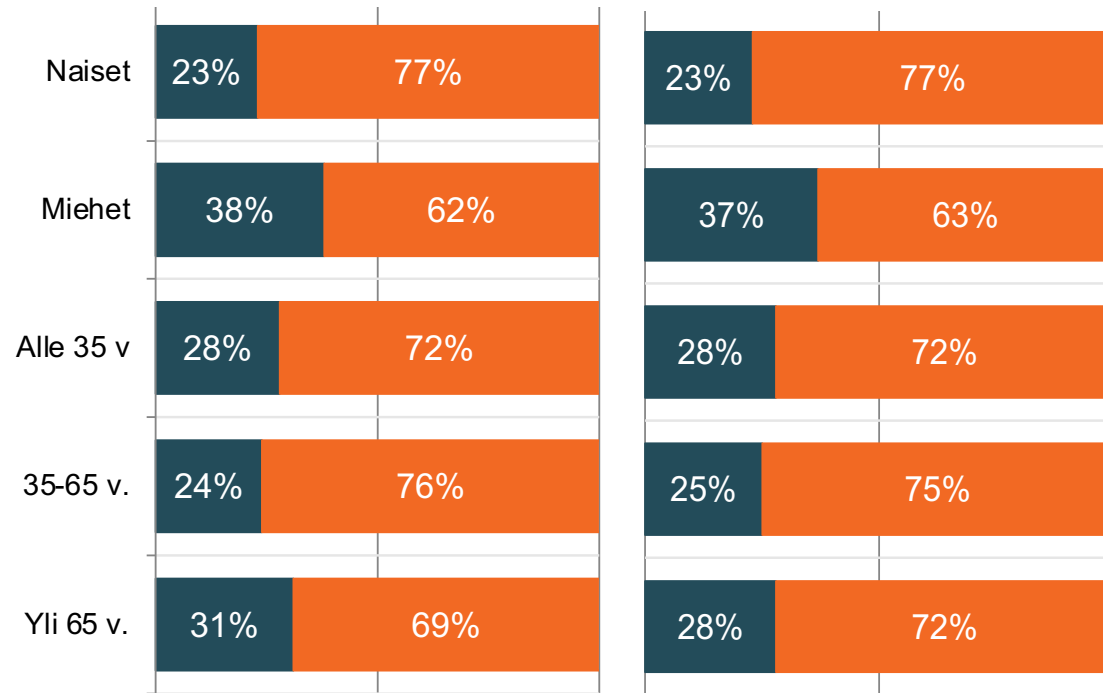 Naiset 23% 77% 23% 77%
Miehet 38% 62% 37% 63%
Alle 35 v 28% 72% 28% 72%
35-65 v. 24% 76% 25% 75%
Yli 65 v. 31% 69% 28% 72%